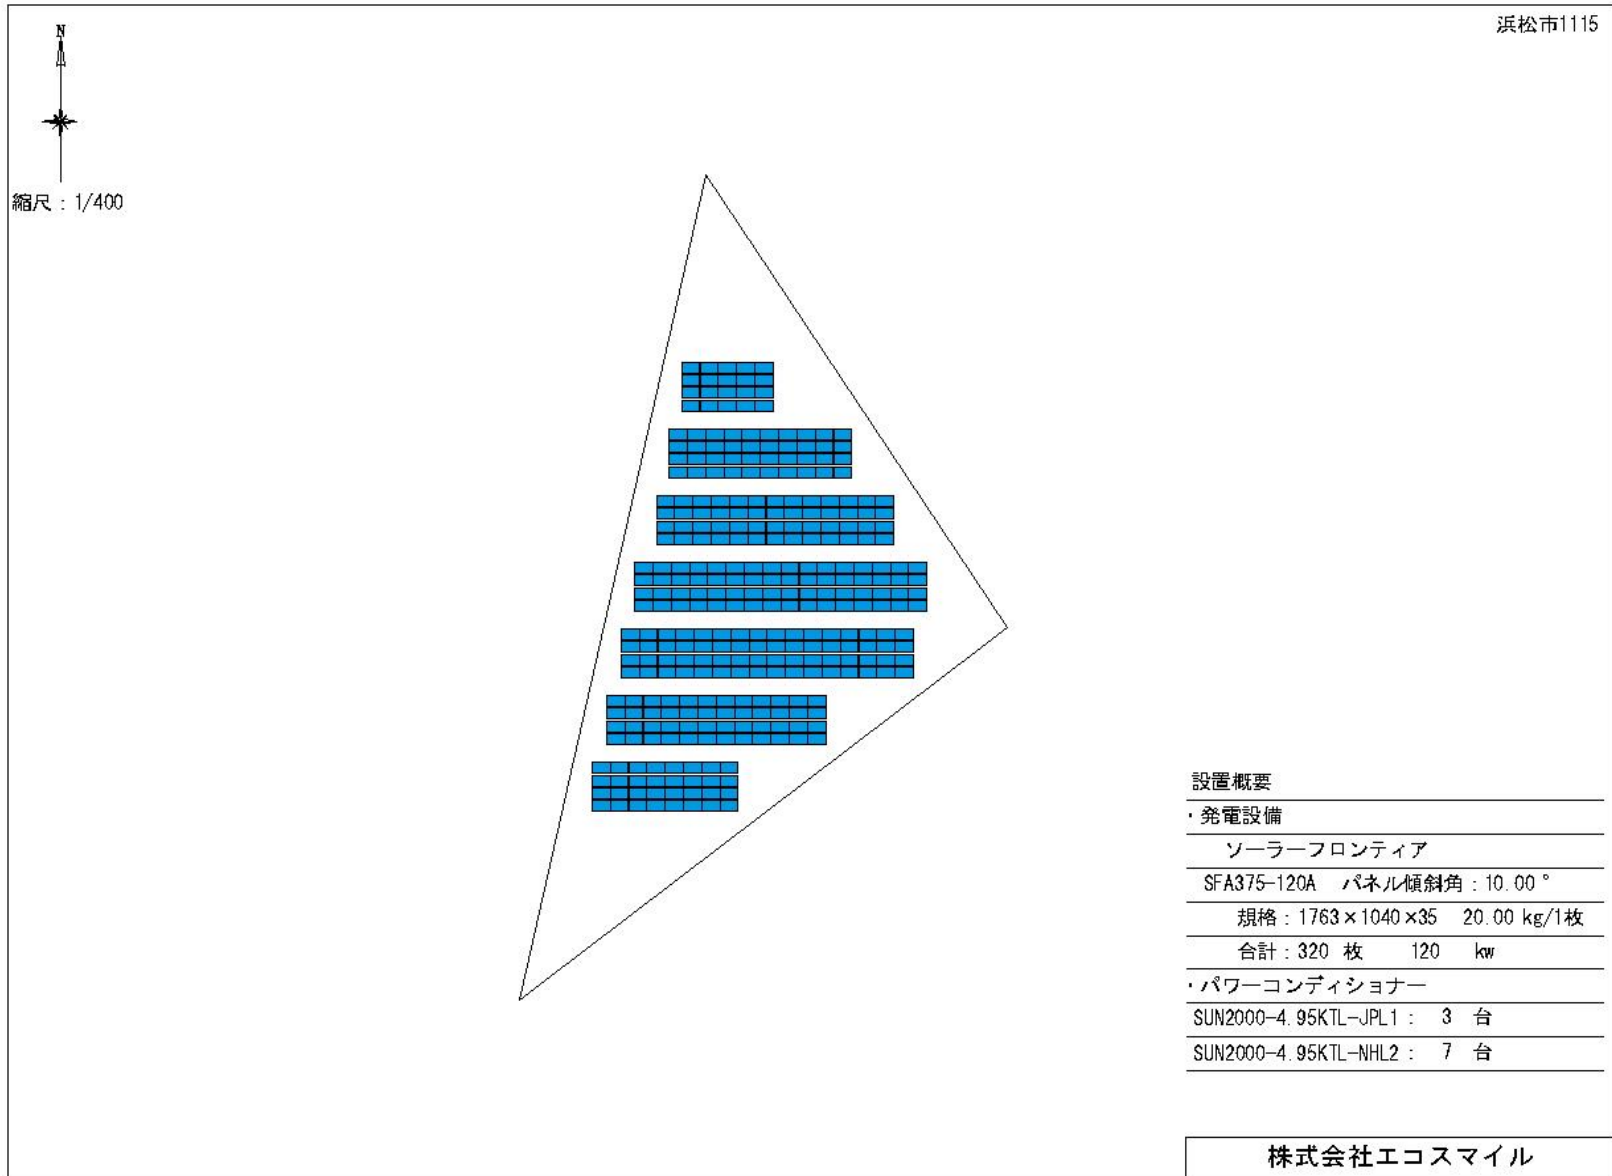 浜松市1115
N
縮尺：1/400
設置概要
・発電設備
ソーラーフロンティア
SFA375-120A パネル傾斜角：10.00°
規格：1763×1040×35 20.00 kg/1枚
合計：320 枚 120 kw
・パワーコンディショナー
SUN2000-4.95KTL-JPL1： 3 台
SUN2000-4.95KTL-NHL2： 7 台
株式会社エコスマイル